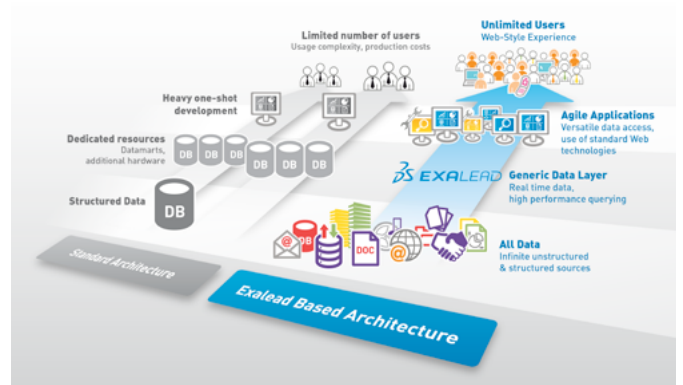 Limited number of users
Usage complexity, production costs
Unlimited Users
Web-Style Experience
Heavy one-shot
development
Agile Applications
Versatile data access,
use of standard Web
technologies
Dedicated resources
Datamarts,
additional hardware
DB
DB
DB
DB
DB
DB
EXALEAD
Generic Data Layer
Real time data,
high performance querying
Structured Data
DB
DB
DOC
@
@
All Data
Infinite unstructured
& structured sources
Standard Architecture
Exalead Based Architecture